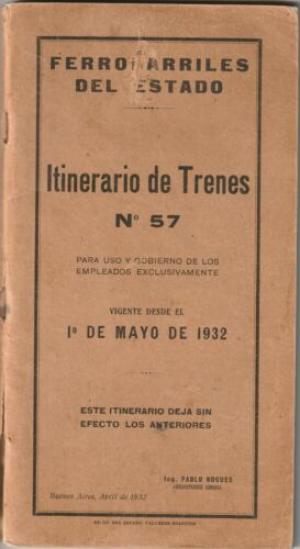 FERROCARRILES
DEL ESTADO
Itinerario de Trenes
Nº 57
PARA USO Y GOBIERNO DE LOS
EMPLEADOS EXCLUSIVAMENTE
VIGENTE DESDE EL
1º DE MAYO DE 1932
ESTE ITINERARIO DEJA SIN
EFECTO LOS ANTERIORES
Ing. PABLO NOGUES
Buenos Aires, Abril de 1932